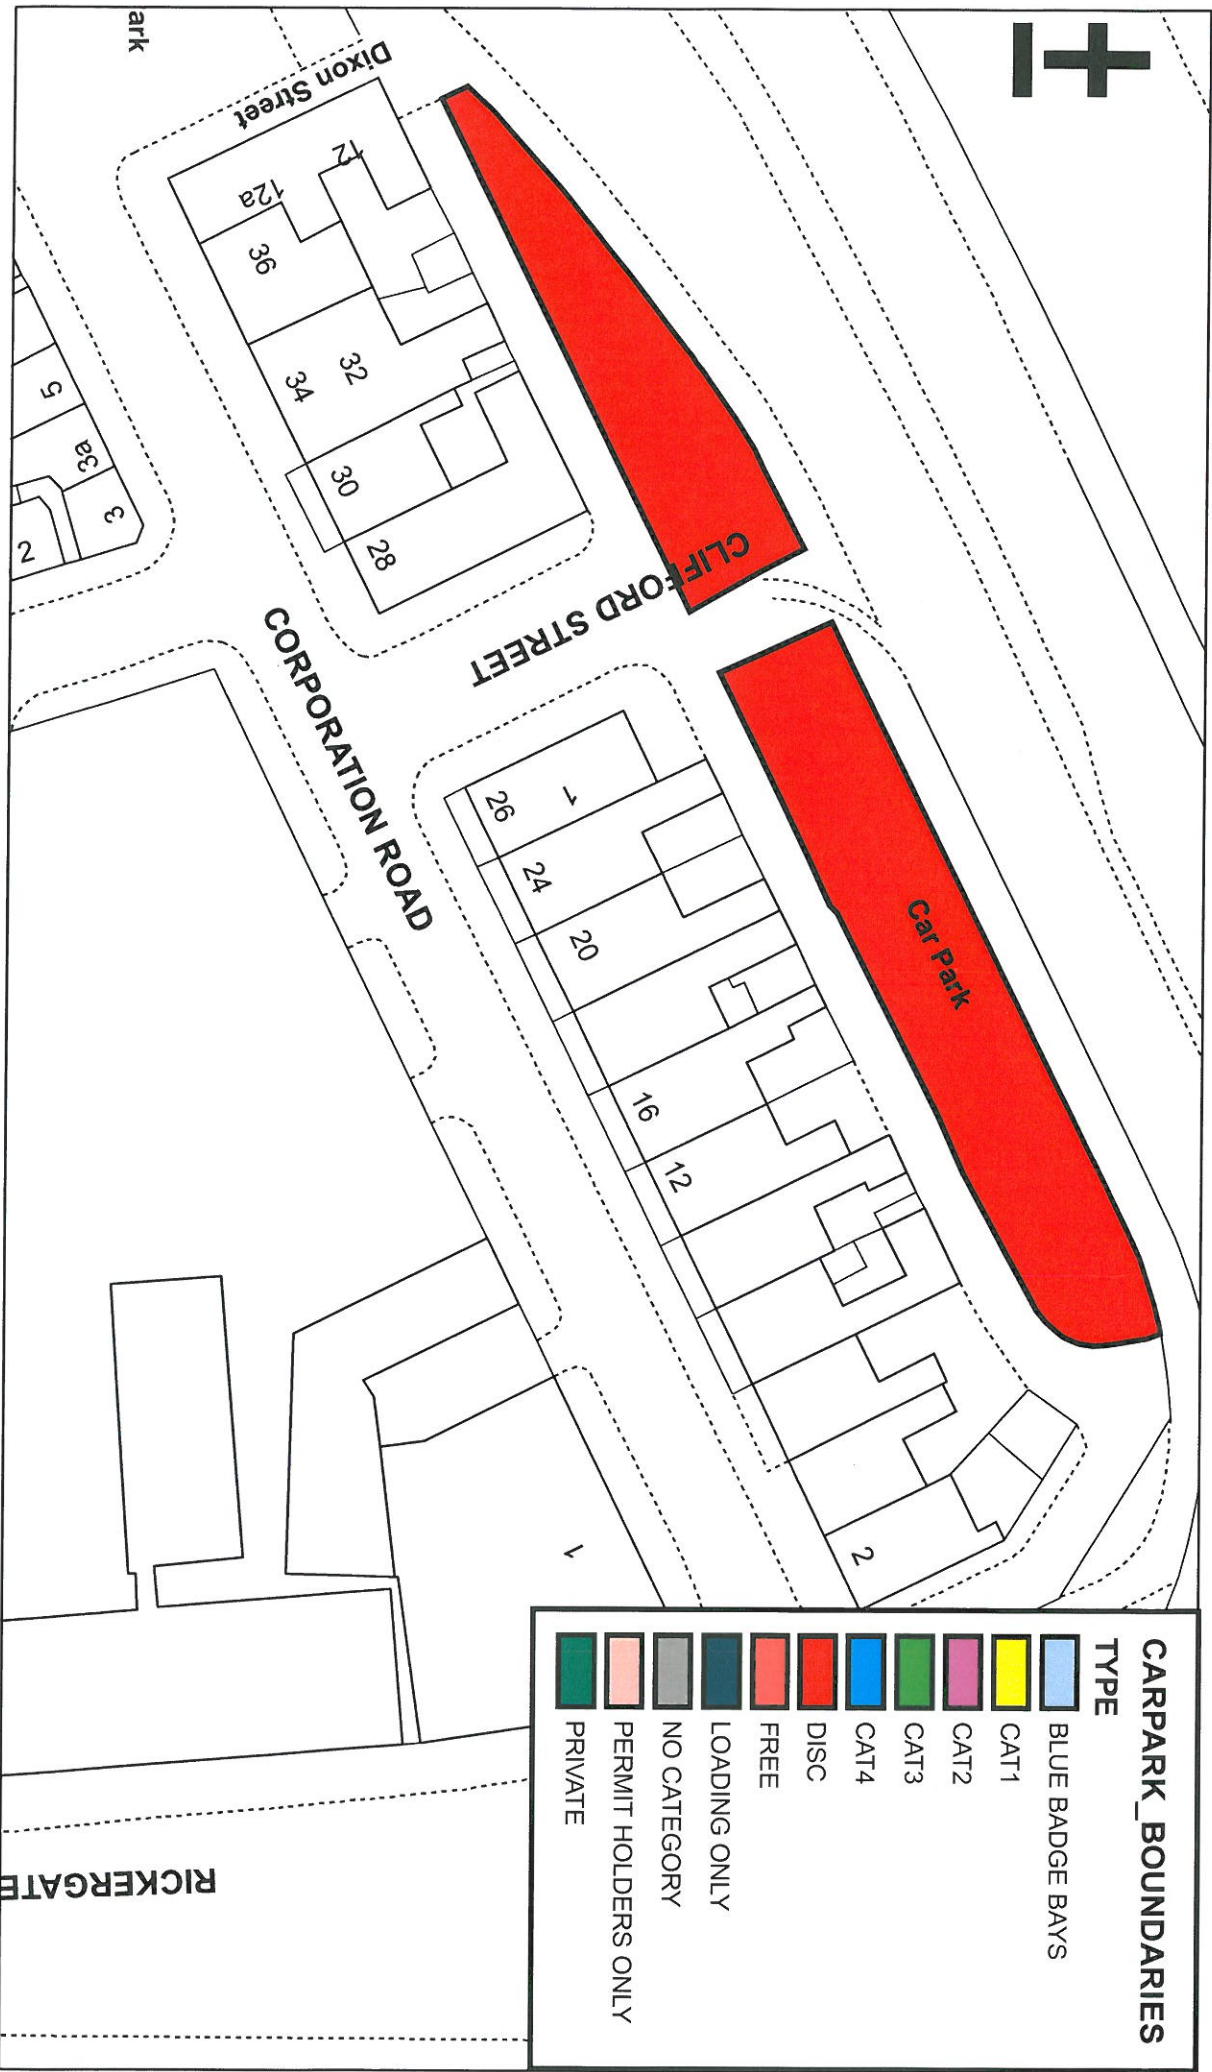 CARPARK_BOUNDARIES
TYPE
BLUE BADGE BAYS
CAT1
CAT2
CAT3
CAT4
DISC
FREE
LOADING ONLY
NO CATEGORY
PERMIT HOLDERS ONLY
PRIVATE
Car Park
CLIFFORD STREET
CORPORATION ROAD
RICKERGATE
Dixon Street
ark
12
12a
36
32
34
30
28
5
3a
3
2
1
26
24
20
16
12
2
1